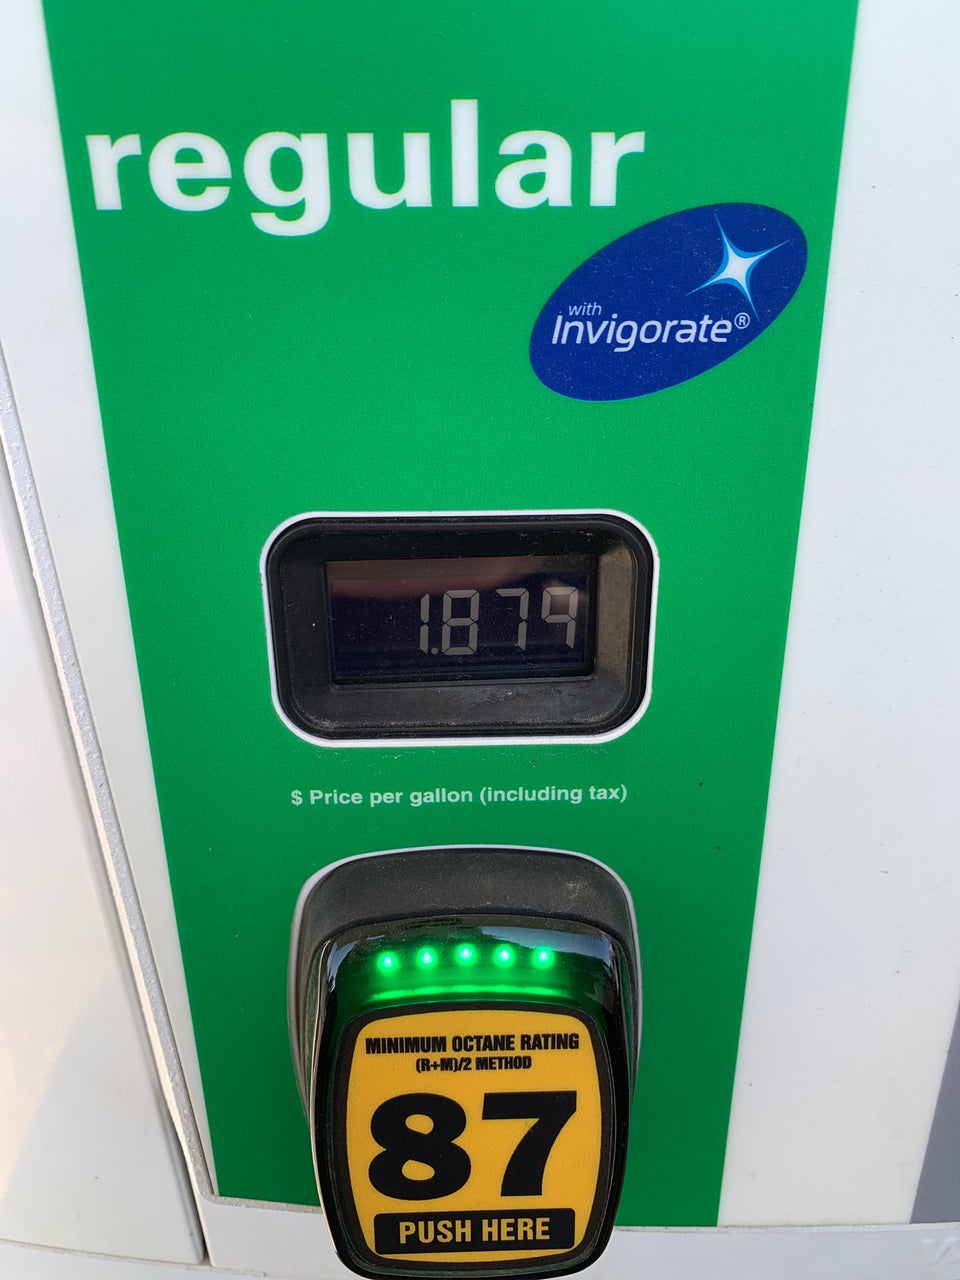 regular
with
Invigorate®
1.879
$ Price per gallon (including tax)
MINIMUM OCTANE RATING
(R+M)/2 METHOD
87
PUSH HERE